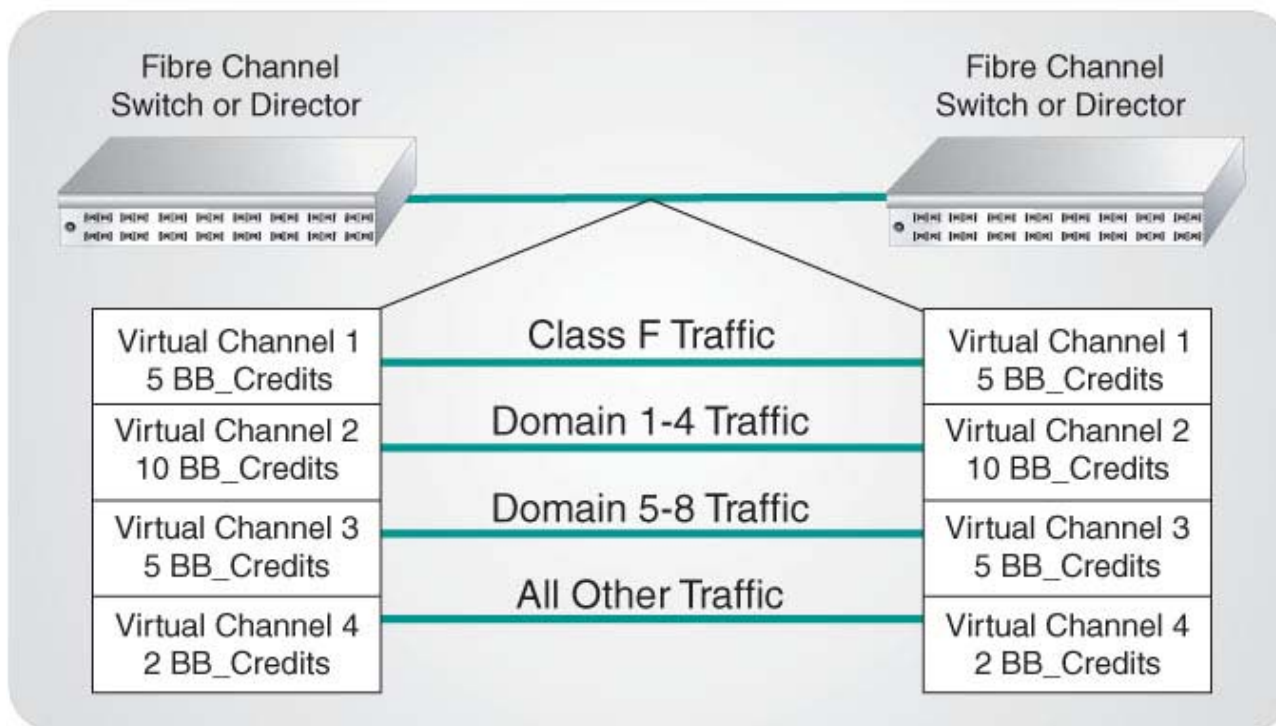 Fibre Channel
Switch or Director
Fibre Channel
Switch or Director
Virtual Channel 1
5 BB_Credits
Class F Traffic
Virtual Channel 1
5 BB_Credits
Virtual Channel 2
10 BB_Credits
Domain 1-4 Traffic
Virtual Channel 2
10 BB_Credits
Virtual Channel 3
5 BB_Credits
Domain 5-8 Traffic
Virtual Channel 3
5 BB_Credits
Virtual Channel 4
2 BB_Credits
All Other Traffic
Virtual Channel 4
2 BB_Credits